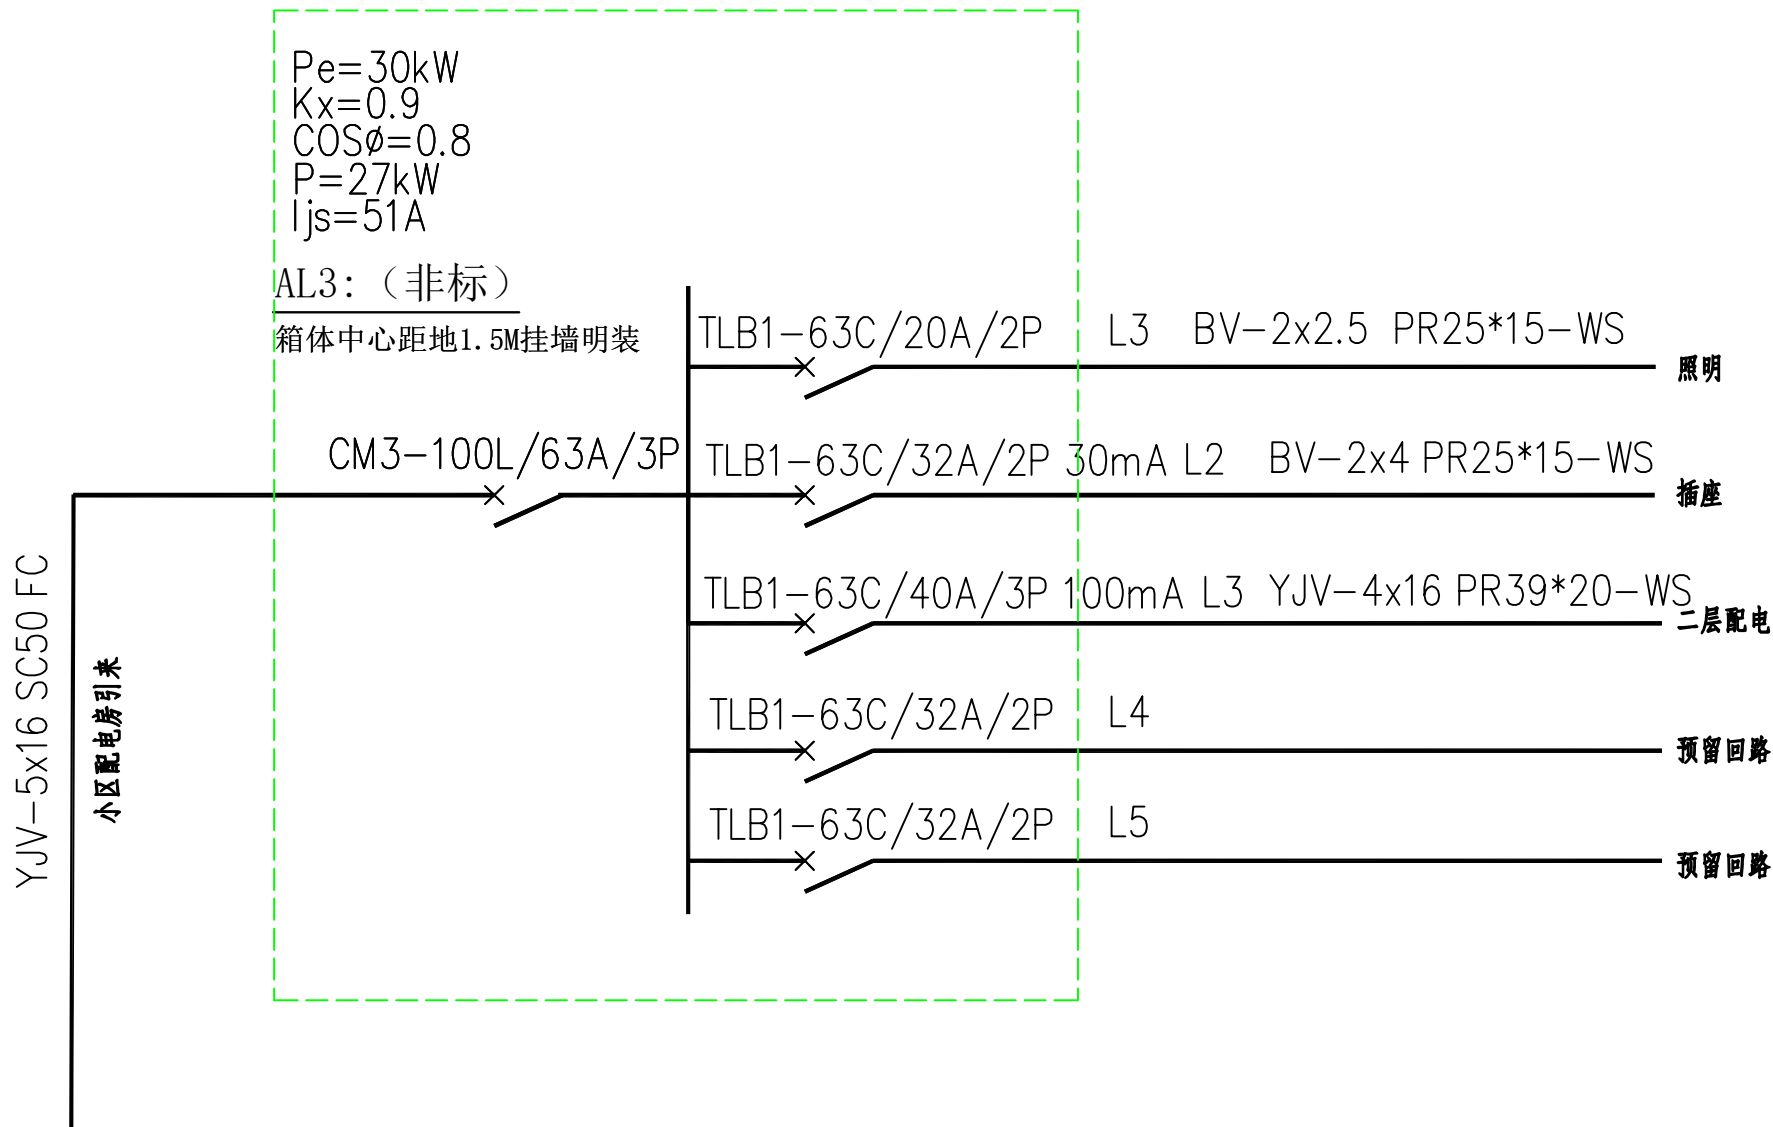 Pe=30kW
Kx=0.9
COSø=0.8
P=27kW
Ijs=51A
AL3:（非标）
箱体中心距地1.5M挂墙明装
TLB1-63C/20A/2P L3 BV-2x2.5 PR25*15-WS
照明
CM3-100L/63A/3P
TLB1-63C/32A/2P 30mA L2 BV-2x4 PR25*15-WS
插座
TLB1-63C/40A/3P 100mA L3 YJV-4x16 PR39*20-WS
二层配电
TLB1-63C/32A/2P L4
预留回路
TLB1-63C/32A/2P L5
预留回路
YJV-5x16 SC50 FC
小区配电房引来